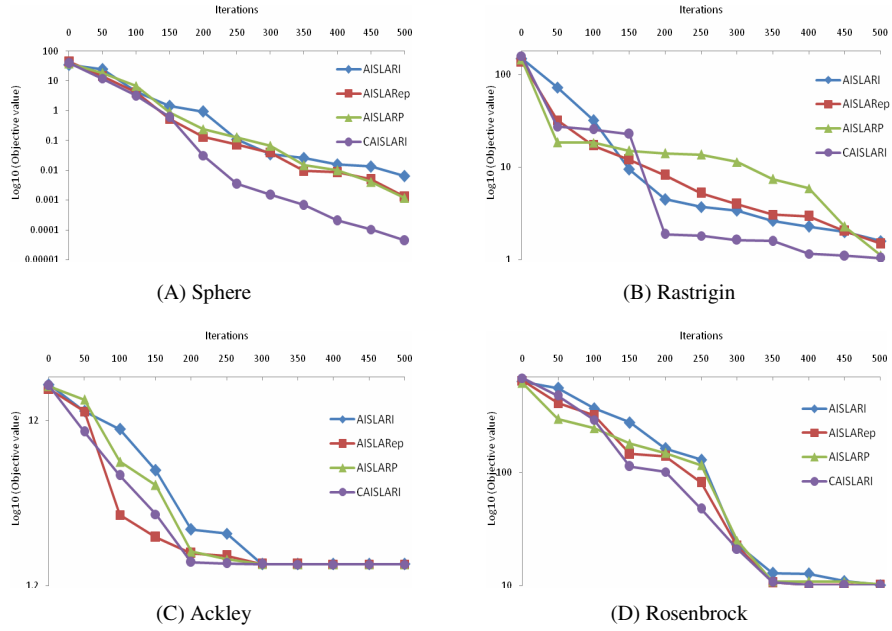 Iterations
0 50 100 150 200 250 300 350 400 450 500
100
10
1
0.1
0.01
0.001
0.0001
0.00001
Log10 (Objective value)
AISLARI
AISLARep
AISLARP
CAISLARI
(A) Sphere
Iterations
0 50 100 150 200 250 300 350 400 450 500
100
10
1
Log10 (Objective value)
AISLARI
AISLARep
AISLARP
CAISLARI
(B) Rastrigin
Iterations
0 50 100 150 200 250 300 350 400 450 500
12
1.2
Log10 (Objective value)
AISLARI
AISLARep
AISLARP
CAISLARI
(C) Ackley
Iterations
0 50 100 150 200 250 300 350 400 450 500
100
10
Log10 (Objective value)
AISLARI
AISLARep
AISLARP
CAISLARI
(D) Rosenbrock